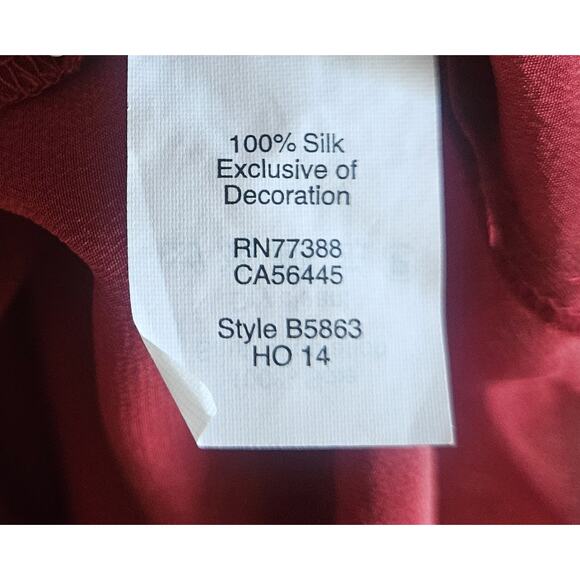 100% Silk
Exclusive of
Decoration
RN77388
CA56445
Style B5863
HO 14